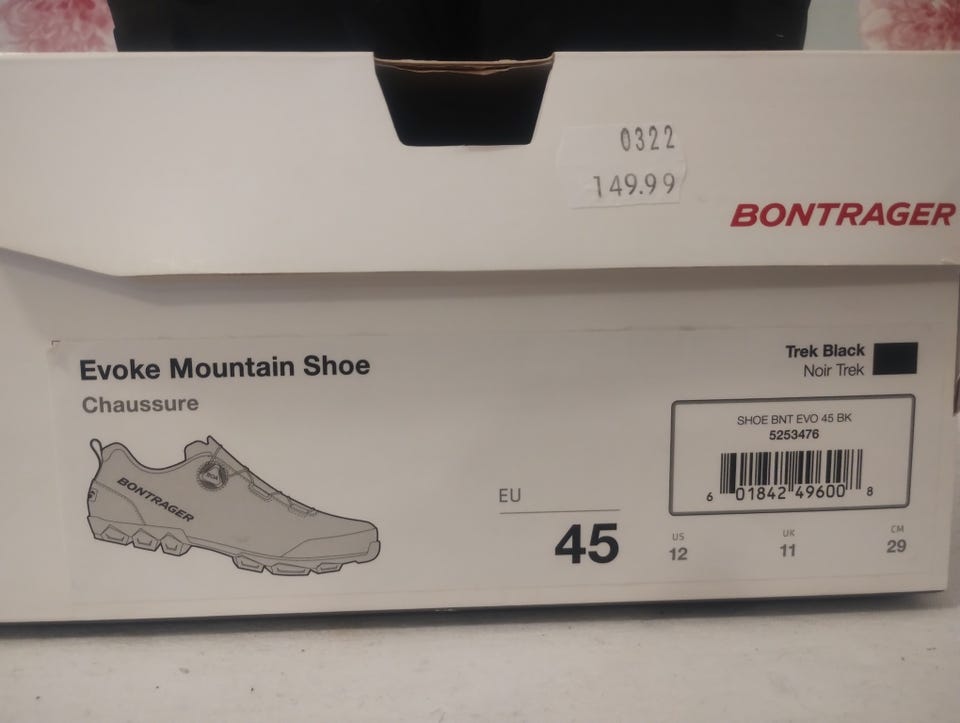 0322
149.99
BONTRAGER
Evoke Mountain Shoe
Chaussure
Trek Black
Noir Trek
SHOE BNT EVO 45 BK
5253476
6 01842 49600 8
BONTRAGER
BOA
EU
45
US
12
UK
11
CM
29